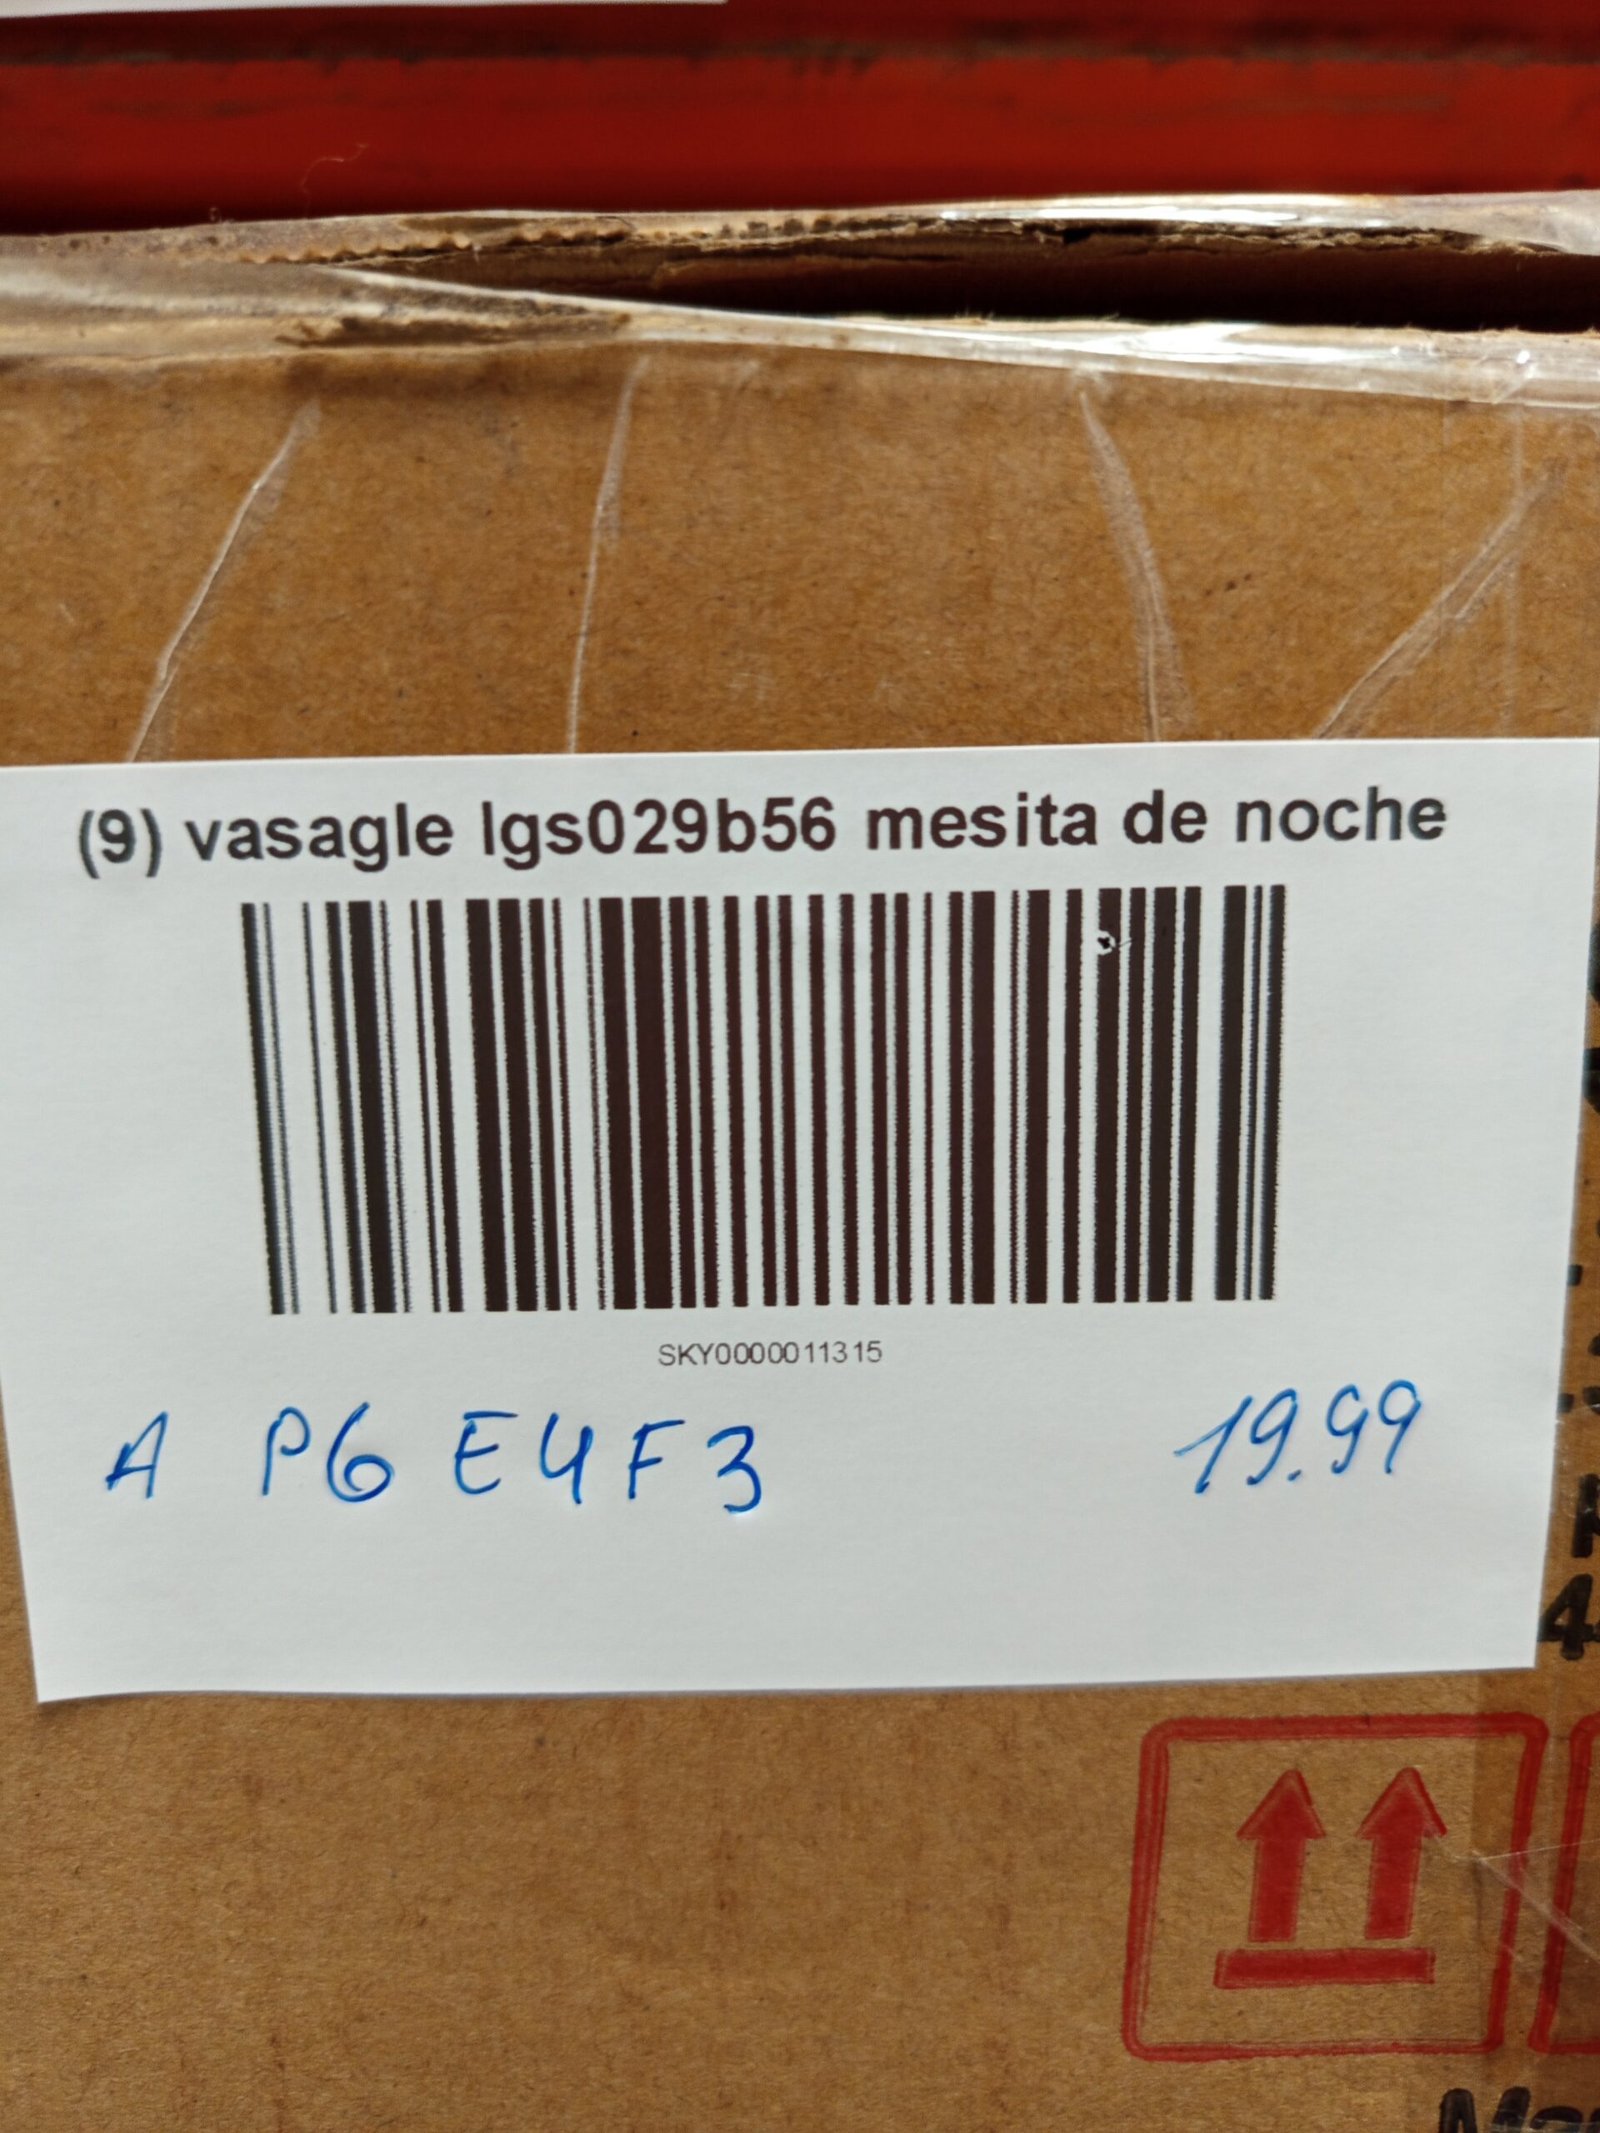 (9) vasagle lgs029b56 mesita de noche
SKY0000011315
A P6 E4F3 19.99